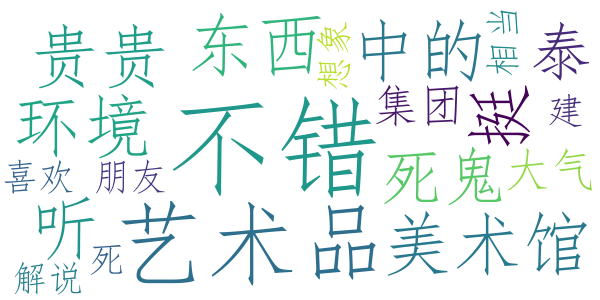 贵贵
东西
想象
中的
相当
泰
环境
不错
集团
挺
建
喜欢
朋友
死鬼
大气
听
艺术品
美术馆
解说
死